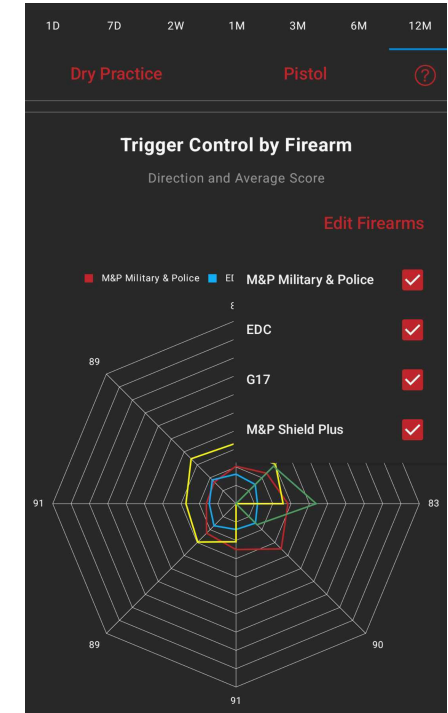 1D 7D 2W 1M 3M 6M 12M
Dry Practice Pistol ?
Trigger Control by Firearm
Direction and Average Score
Edit Firearms
M&P Military & Police
M&P Military & Police
EDC
G17
M&P Shield Plus
89
91 83
89 90
91